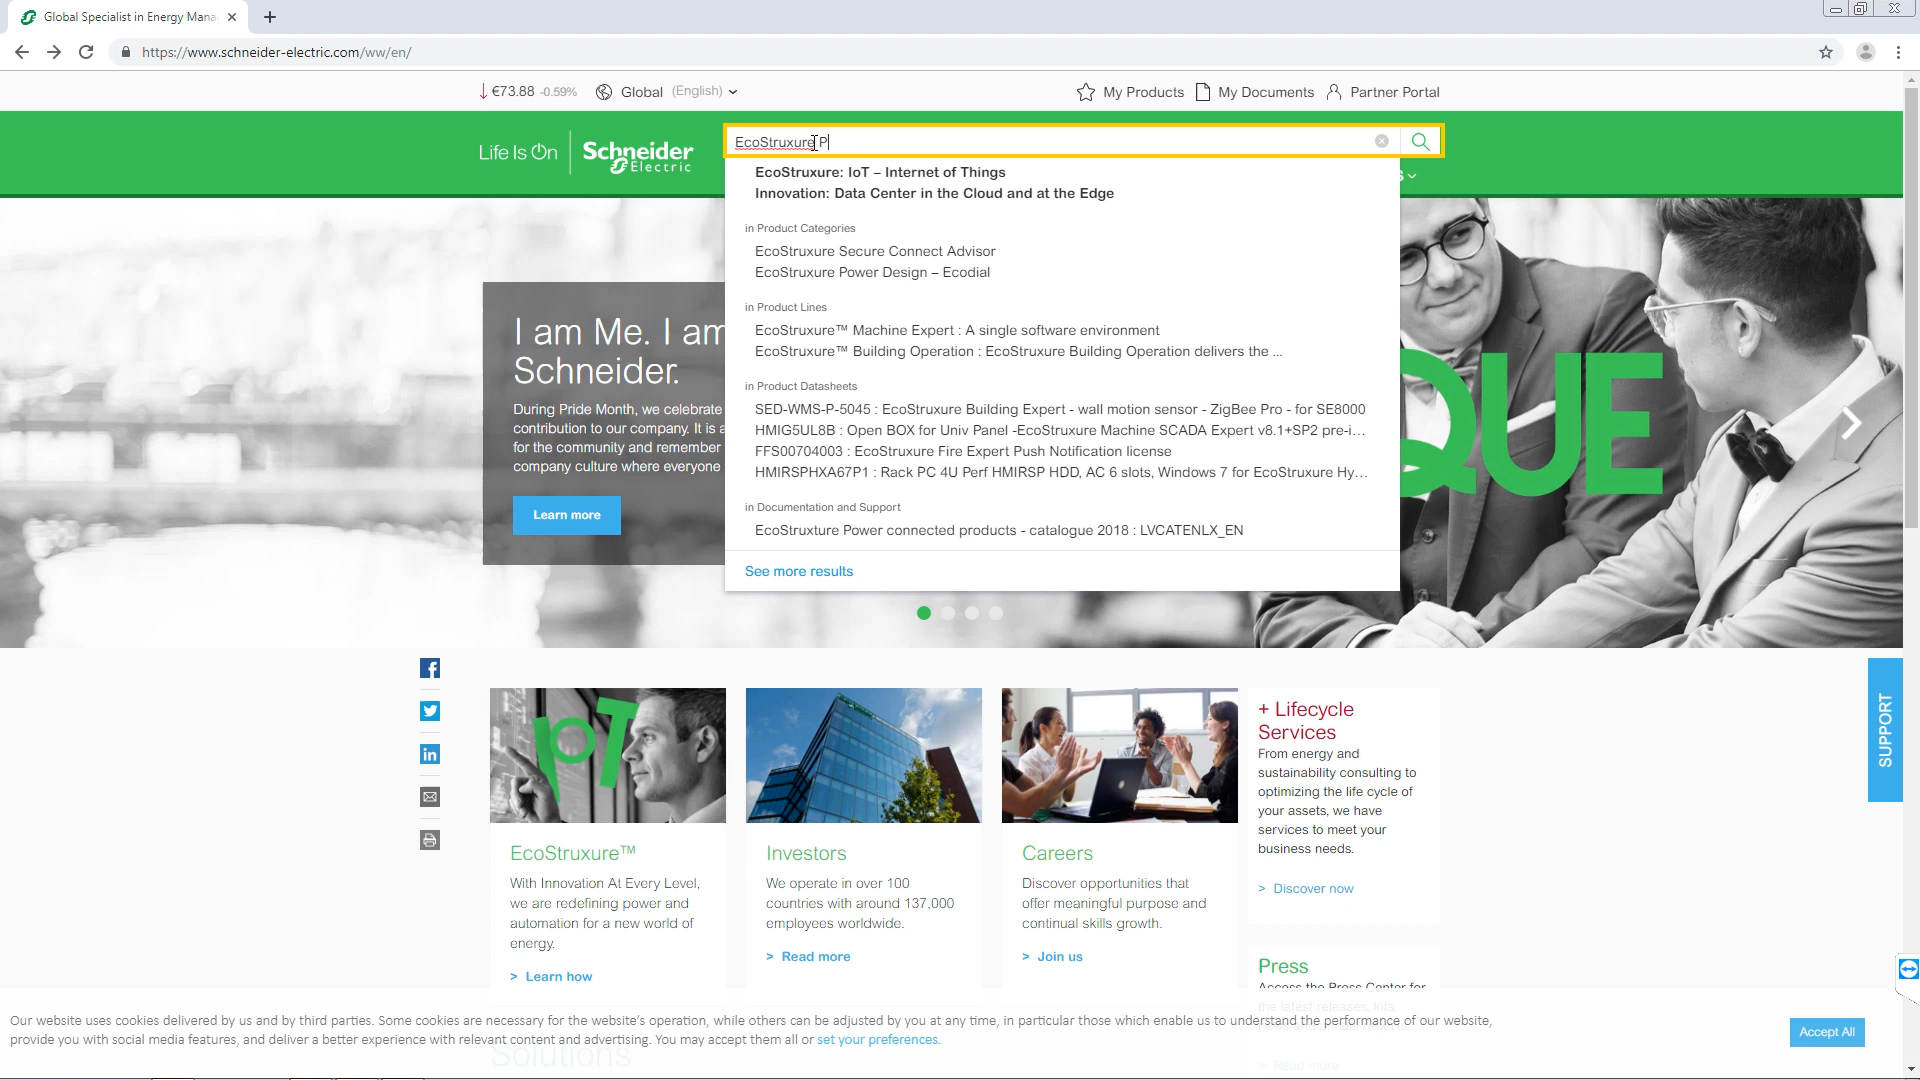 Global Specialist in Energy Mana
https://www.schneider-electric.com/ww/en/
€73.88 -0.59%
Global (English)
My Products
My Documents
Partner Portal
Life Is On
Schneider
Electric
EcoStruxure P
EcoStruxure: IoT – Internet of Things
Innovation: Data Center in the Cloud and at the Edge
in Product Categories
EcoStruxure Secure Connect Advisor
EcoStruxure Power Design – Ecodial
in Product Lines
EcoStruxure™ Machine Expert : A single software environment
EcoStruxure™ Building Operation : EcoStruxure Building Operation delivers the ...
in Product Datasheets
SED-WMS-P-5045 : EcoStruxure Building Expert - wall motion sensor - ZigBee Pro - for SE8000
HMIG5UL8B : Open BOX for Univ Panel -EcoStruxure Machine SCADA Expert v8.1+SP2 pre-i...
FFS00704003 : EcoStruxure Fire Expert Push Notification license
HMIRSPHXA67P1 : Rack PC 4U Perf HMIRSP HDD, AC 6 slots, Windows 7 for EcoStruxure Hy...
in Documentation and Support
EcoStruxture Power connected products - catalogue 2018 : LVCATENLX_EN
See more results
I am Me. I am
Schneider.
During Pride Month, we celebrate
contribution to our company. It is a
for the community and remember
company culture where everyone
Learn more
QUE
SUPPORT
IoT
EcoStruxure™
With Innovation At Every Level,
we are redefining power and
automation for a new world of
energy.
> Learn how
Investors
We operate in over 100
countries with around 137,000
employees worldwide.
> Read more
Careers
Discover opportunities that
offer meaningful purpose and
continual skills growth.
> Join us
+ Lifecycle
Services
From energy and
sustainability consulting to
optimizing the life cycle of
your assets, we have
services to meet your
business needs.
> Discover now
Press
Access the Press Center for
the latest releases, kits,
> Read more
Our website uses cookies delivered by us and by third parties. Some cookies are necessary for the website's operation, while others can be adjusted by you at any time, in particular those which enable us to understand the performance of our website,
provide you with social media features, and deliver a better experience with relevant content and advertising. You may accept them all or set your preferences.
Accept All
Solutions